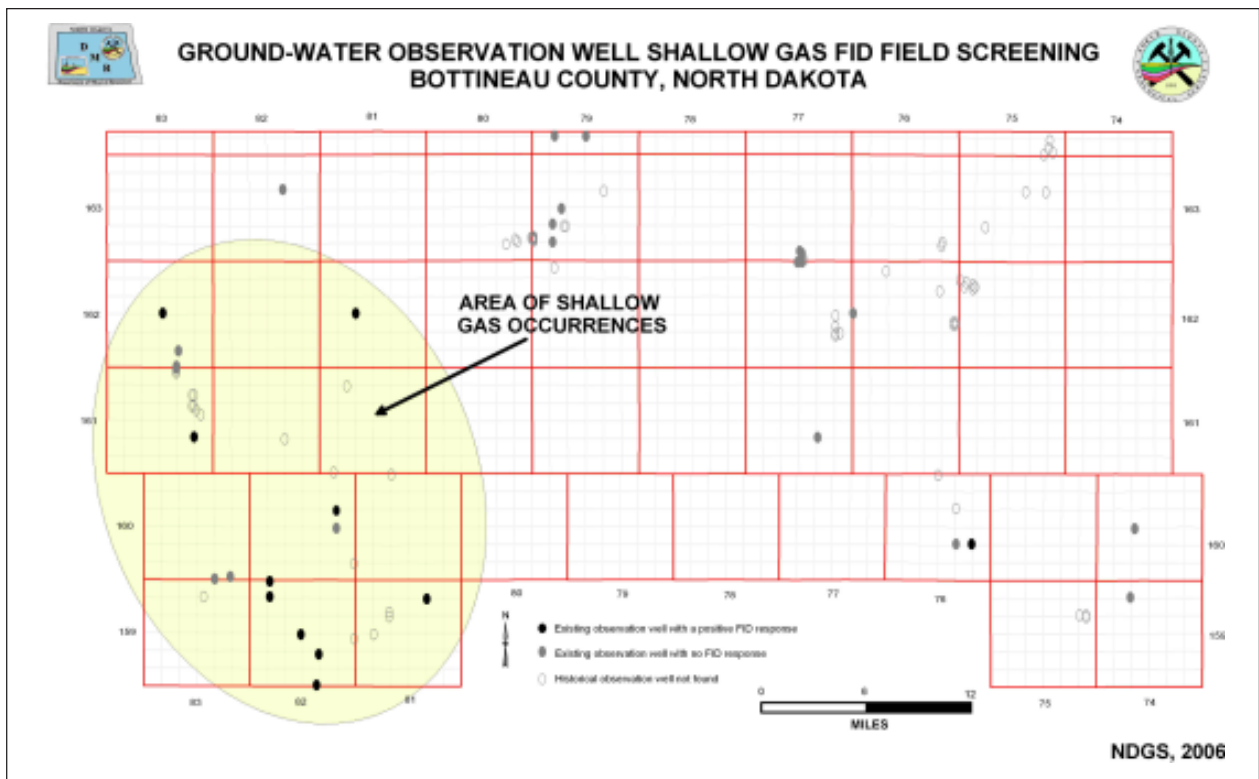 GROUND-WATER OBSERVATION WELL SHALLOW GAS FID FIELD SCREENING
BOTTINEAU COUNTY, NORTH DAKOTA
D
M
R
83 82 81 80 79 77 76 75 74
163 163
AREA OF SHALLOW
GAS OCCURRENCES
162 162
161 161
160 160
80 79 78 77 76
N
Existing observation well with a positive FID response
159 159
Existing observation well with no FID response
Historical observation well not found
83 82 81 75 74
0 6 12
MILES
NDGS, 2006